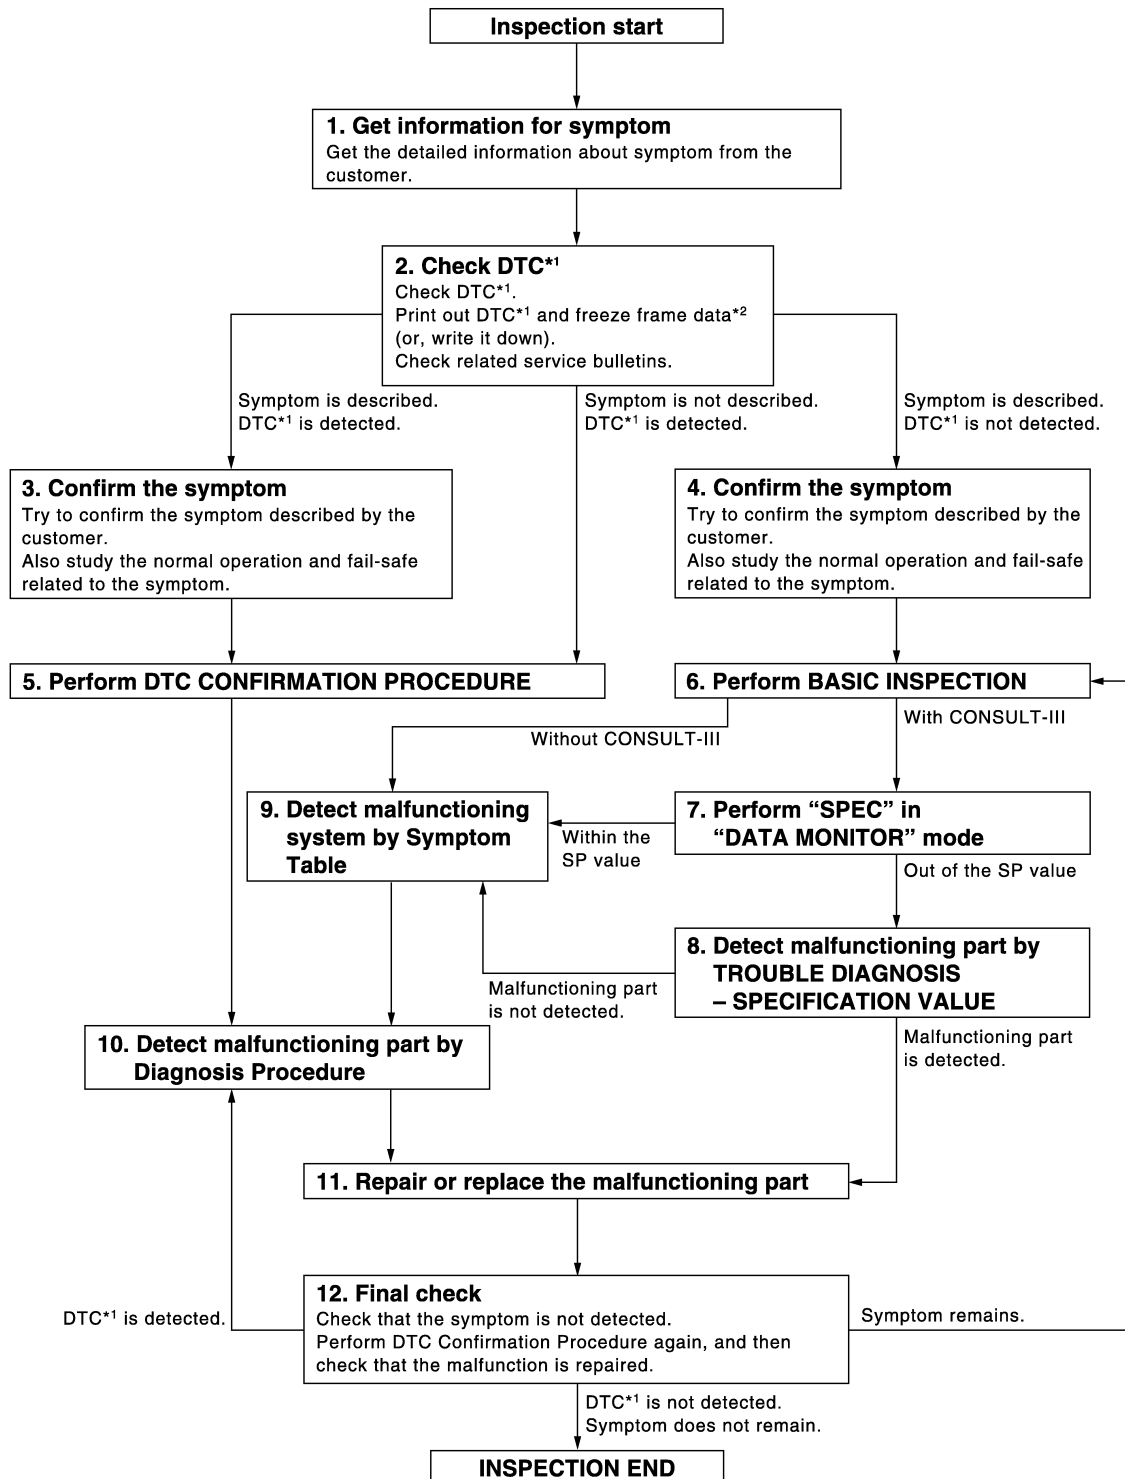 Inspection start
1. Get information for symptom
Get the detailed information about symptom from the
customer.
2. Check DTC*1
Check DTC*1.
Print out DTC*1 and freeze frame data*2
(or, write it down).
Check related service bulletins.
Symptom is described.
DTC*1 is detected.
Symptom is not described.
DTC*1 is detected.
Symptom is described.
DTC*1 is not detected.
3. Confirm the symptom
Try to confirm the symptom described by the
customer.
Also study the normal operation and fail-safe
related to the symptom.
4. Confirm the symptom
Try to confirm the symptom described by the
customer.
Also study the normal operation and fail-safe
related to the symptom.
5. Perform DTC CONFIRMATION PROCEDURE
6. Perform BASIC INSPECTION
Without CONSULT-III
With CONSULT-III
9. Detect malfunctioning
system by Symptom
Table
Within the
SP value
7. Perform “SPEC” in
“DATA MONITOR” mode
Out of the SP value
8. Detect malfunctioning part by
TROUBLE DIAGNOSIS
– SPECIFICATION VALUE
Malfunctioning part
is not detected.
Malfunctioning part
is detected.
10. Detect malfunctioning part by
Diagnosis Procedure
11. Repair or replace the malfunctioning part
12. Final check
Check that the symptom is not detected.
Perform DTC Confirmation Procedure again, and then
check that the malfunction is repaired.
DTC*1 is detected.
Symptom remains.
DTC*1 is not detected.
Symptom does not remain.
INSPECTION END